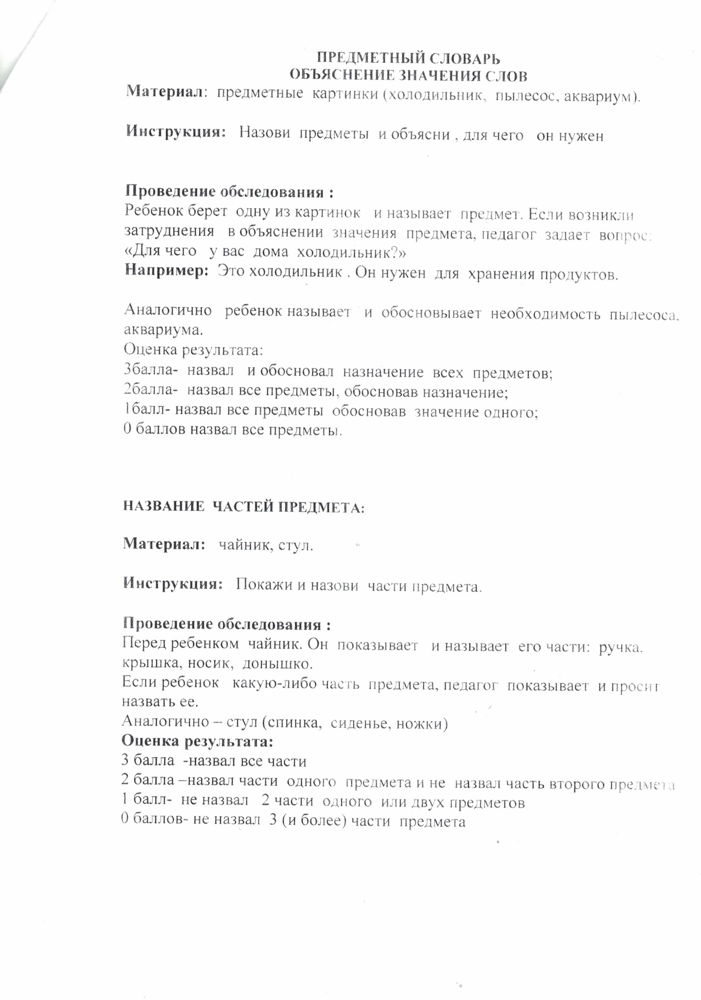 ПРЕДМЕТНЫЙ СЛОВАРЬ
ОБЪЯСНЕНИЕ ЗНАЧЕНИЯ СЛОВ
Материал: предметные картинки (холодильник, пылесос, аквариум).
Инструкция: Назови предметы и объясни , для чего он нужен
Проведение обследования :
Ребенок берет одну из картинок и называет предмет. Если возникли
затруднения в объяснении значения предмета, педагог задает вопрос:
«Для чего у вас дома холодильник?»
Например: Это холодильник . Он нужен для хранения продуктов.
Аналогично ребенок называет и обосновывает необходимость пылесоса,
аквариума.
Оценка результата:
3балла- назвал и обосновал назначение всех предметов;
2балла- назвал все предметы, обосновав назначение;
1балл- назвал все предметы обосновав значение одного;
0 баллов назвал все предметы.
НАЗВАНИЕ ЧАСТЕЙ ПРЕДМЕТА:
Материал: чайник, стул.
Инструкция: Покажи и назови части предмета.
Проведение обследования :
Перед ребенком чайник. Он показывает и называет его части: ручка.
крышка, носик, донышко.
Если ребенок какую-либо часть предмета, педагог показывает и просит
назвать ее.
Аналогично – стул (спинка, сиденье, ножки)
Оценка результата:
3 балла -назвал все части
2 балла –назвал части одного предмета и не назвал часть второго предмета
1 балл- не назвал 2 части одного или двух предметов
0 баллов- не назвал 3 (и более) части предмета